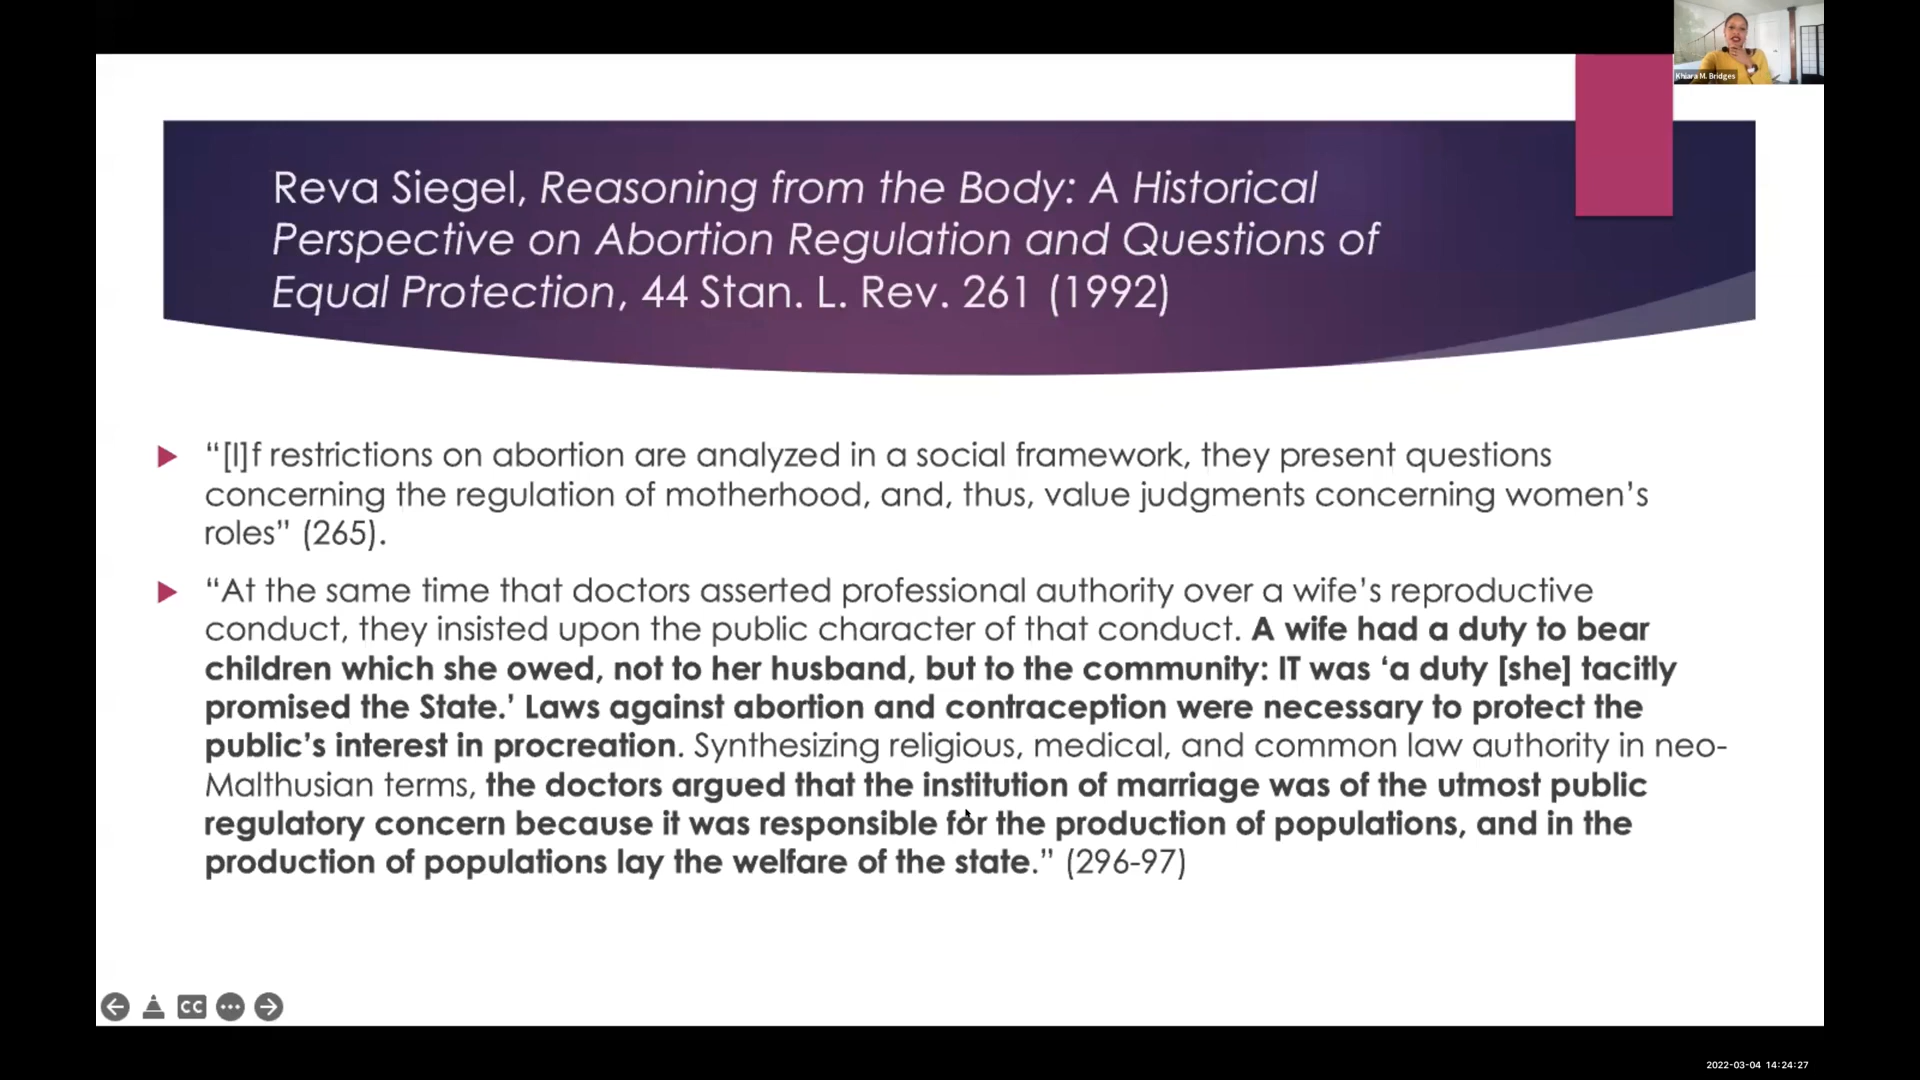 Khiara M. Bridges
Reva Siegel, Reasoning from the Body: A Historical
Perspective on Abortion Regulation and Questions of
Equal Protection, 44 Stan. L. Rev. 261 (1992)
“[I]f restrictions on abortion are analyzed in a social framework, they present questions
concerning the regulation of motherhood, and, thus, value judgments concerning women’s
roles” (265).
“At the same time that doctors asserted professional authority over a wife’s reproductive
conduct, they insisted upon the public character of that conduct. A wife had a duty to bear
children which she owed, not to her husband, but to the community: IT was ‘a duty [she] tacitly
promised the State.’ Laws against abortion and contraception were necessary to protect the
public’s interest in procreation. Synthesizing religious, medical, and common law authority in neo-
Malthusian terms, the doctors argued that the institution of marriage was of the utmost public
regulatory concern because it was responsible for the production of populations, and in the
production of populations lay the welfare of the state.” (296-97)
CC
2022-03-04 14:24:27